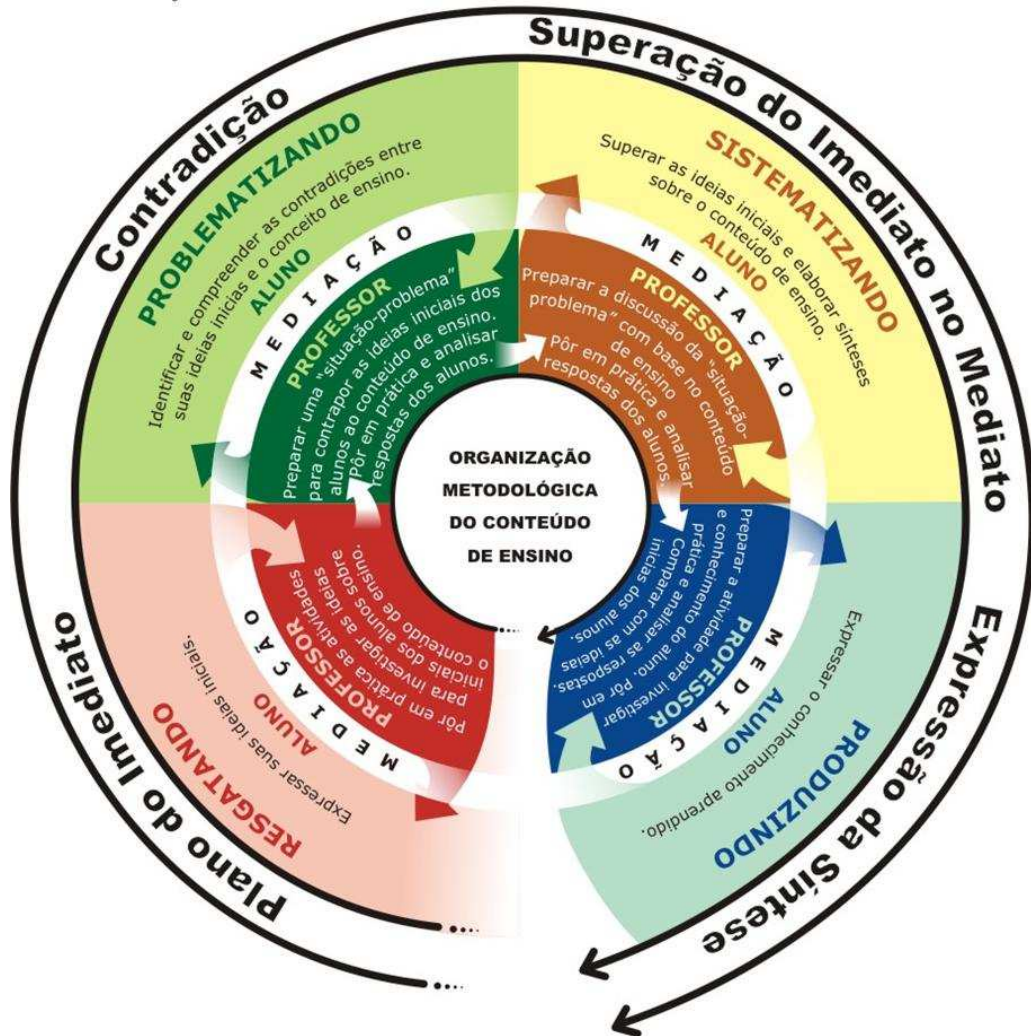 Contradição
Superação do Imediato no Mediato
Expressão da Síntese
Plano do Imediato
PROBLEMATIZANDO
Identificar e compreender as contradições entre
suas ideias inicias e o conceito de ensino.
ALUNO
MEDIAÇÃO
PROFESSOR
Preparar uma “situação-problema”
para contrapor as ideias iniciais dos
alunos ao conteúdo de ensino.
Pôr em prática e analisar
respostas dos alunos.
SISTEMATIZANDO
Superar as ideias iniciais e elaborar sínteses
sobre o conteúdo de ensino.
ALUNO
MEDIAÇÃO
PROFESSOR
Preparar a discussão da “situação-
problema” com base no conteúdo
de ensino
Pôr em prática e analisar
respostas dos alunos.
ORGANIZAÇÃO
METODOLÓGICA
DO CONTEÚDO
DE ENSINO
RESGATANDO
Expressar suas ideias iniciais.
ALUNO
MEDIAÇÃO
PROFESSOR
Pôr em prática as atividades
para investigar as ideias
iniciais dos alunos sobre
o conteúdo de ensino.
PRODUZINDO
Expressar o conhecimento aprendido.
ALUNO
MEDIAÇÃO
PROFESSOR
Preparar a atividade para investigar
e conhecimento do aluno. Pôr em
prática e analisar as respostas.
Comparar com as ideias
inicias dos alunos.